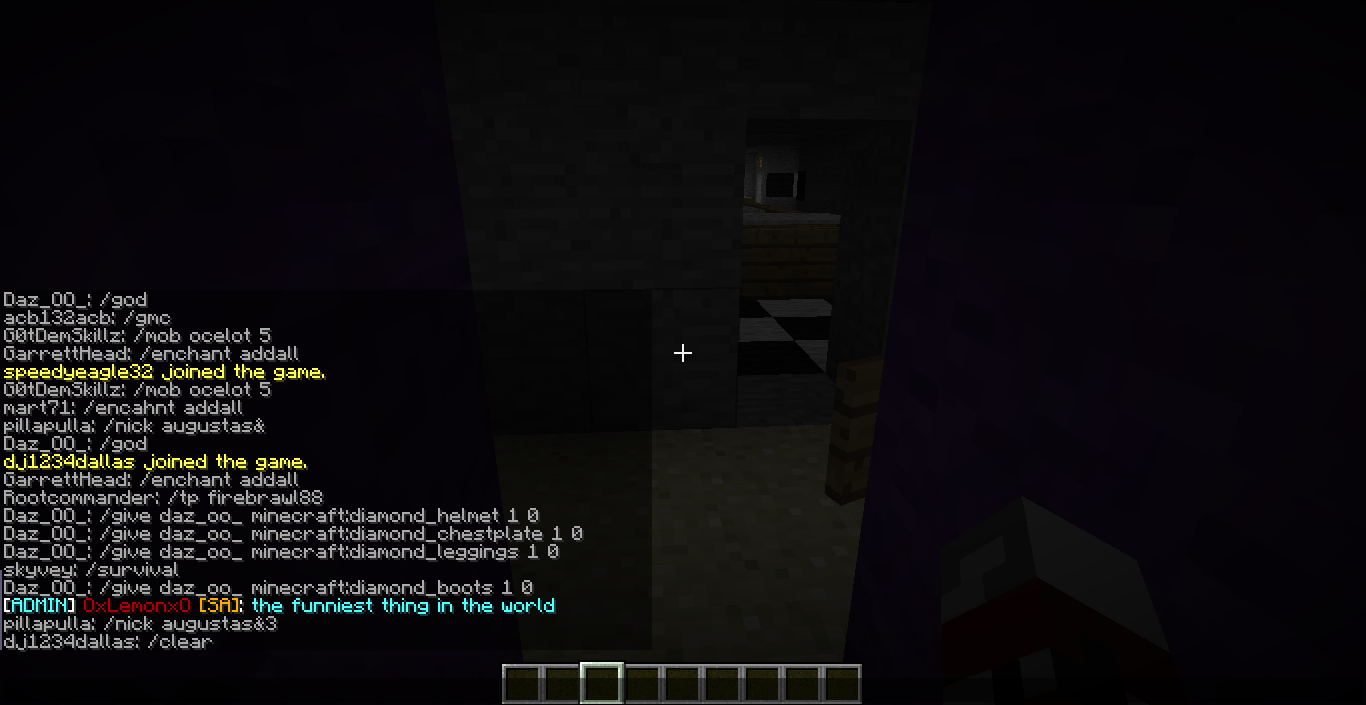 Daz_OO_: /god
acb132acb: /gmc
G0tDemSkillz: /mob ocelot 5
GarrettHead: /enchant addall
speedyeagle32 joined the game.
G0tDemSkillz: /mob ocelot 5
mart71: /encahnt addall
pillapulla: /nick augustas&
Daz_OO_: /god
dj1234dallas joined the game.
GarrettHead: /enchant addall
Rootcommander: /tp firebrawl88
Daz_OO_: /give daz_oo_ minecraft:diamond_helmet 1 0
Daz_OO_: /give daz_oo_ minecraft:diamond_chestplate 1 0
Daz_OO_: /give daz_oo_ minecraft:diamond_leggings 1 0
skyvey: /survival
Daz_OO_: /give daz_oo_ minecraft:diamond_boots 1 0
[ADMIN] OxLemonxO [SA]: the funniest thing in the world
pillapulla: /nick augustas&3
dj1234dallas: /clear